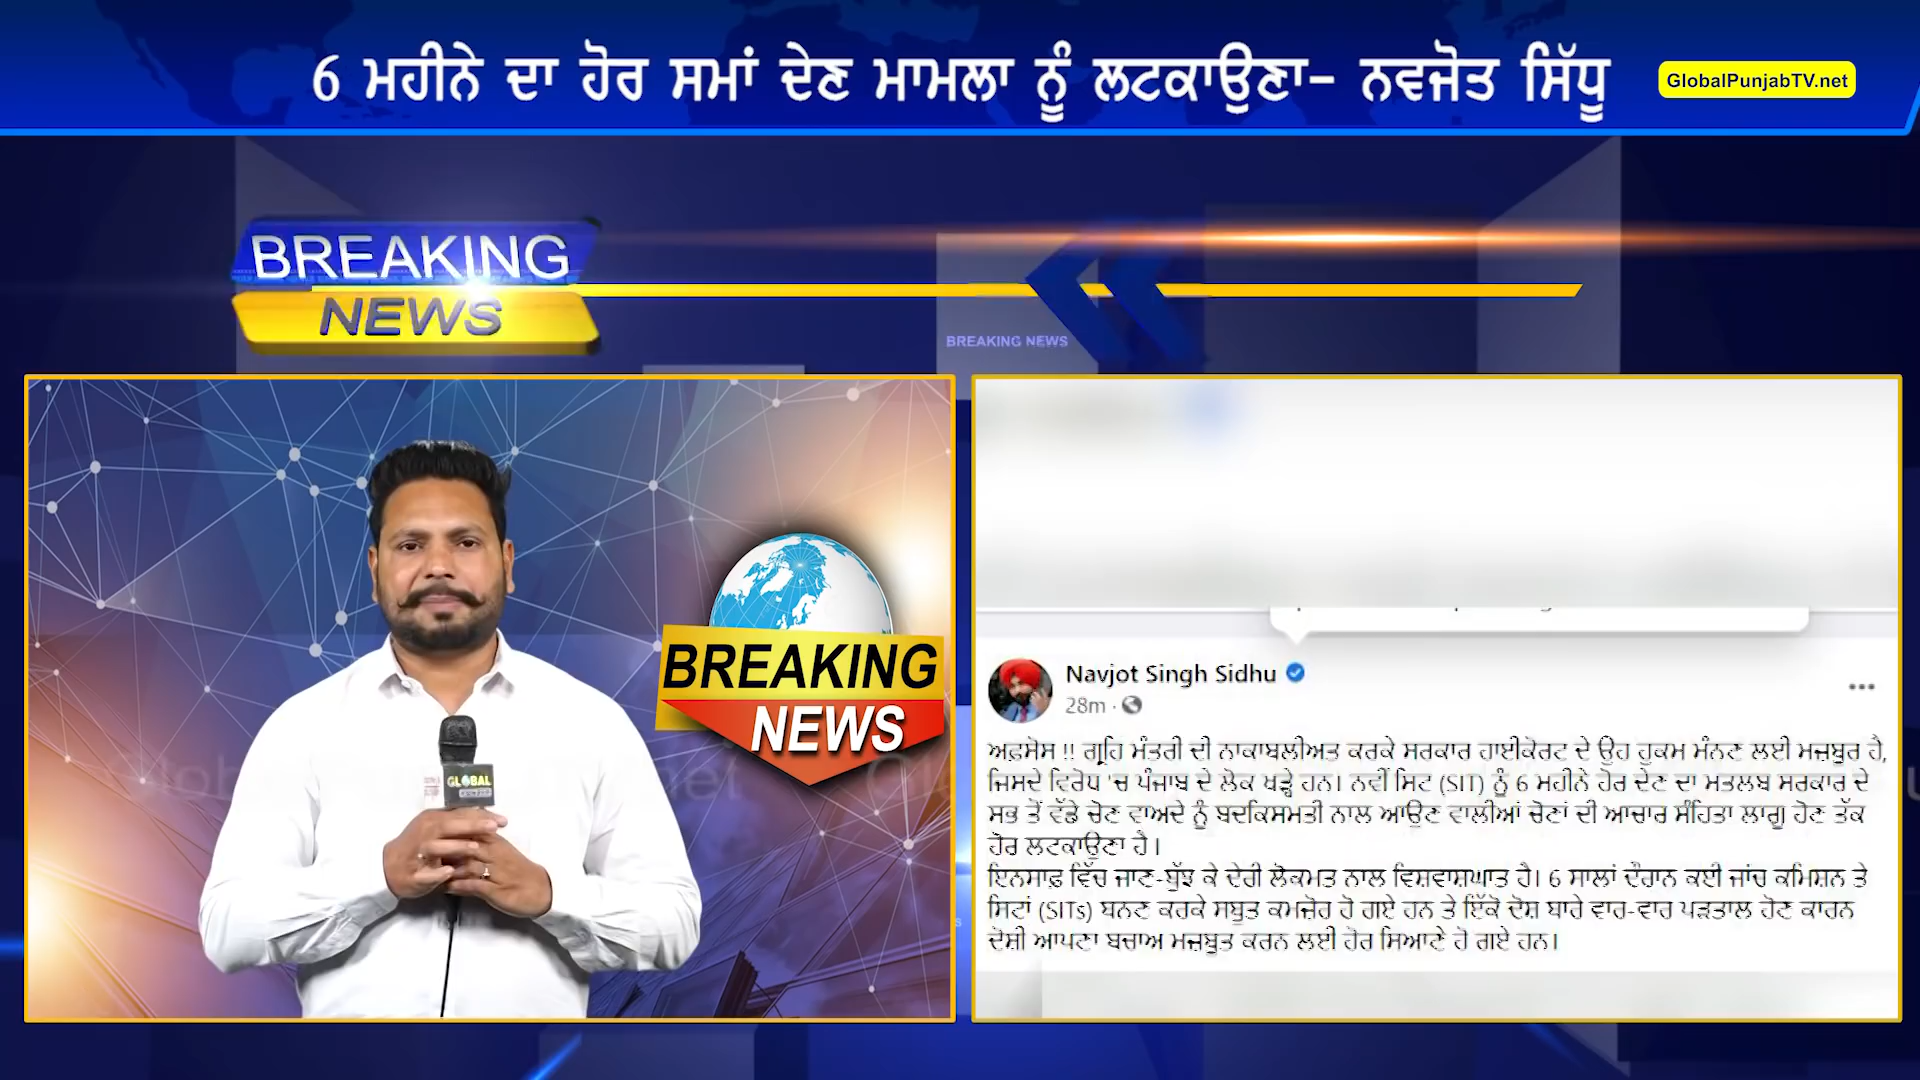 6 ਮਹੀਨੇ ਦਾ ਹੋਰ ਸਮਾਂ ਦੇਣ ਮਾਮਲਾ ਨੂੰ ਲਟਕਾਉਣਾ- ਨਵਜੋਤ ਸਿੱਧੂ
GlobalPunjabTV.net
BREAKING
NEWS
BREAKING NEWS
BREAKING
NEWS
GLOBAL
Navjot Singh Sidhu
28m ·
ਅਫ਼ਸੋਸ !! ਗ੍ਰਹਿ ਮੰਤਰੀ ਦੀ ਨਾਕਾਬਲੀਅਤ ਕਰਕੇ ਸਰਕਾਰ ਹਾਈਕੋਰਟ ਦੇ ਉਹ ਹੁਕਮ ਮੰਨਣ ਲਈ ਮਜ਼ਬੂਰ ਹੈ,
ਜਿਸਦੇ ਵਿਰੋਧ 'ਚ ਪੰਜਾਬ ਦੇ ਲੋਕ ਖੜ੍ਹੇ ਹਨ। ਨਵੀਂ ਸਿਟ (SIT) ਨੂੰ 6 ਮਹੀਨੇ ਹੋਰ ਦੇਣ ਦਾ ਮਤਲਬ ਸਰਕਾਰ ਦੇ
ਸਭ ਤੋਂ ਵੱਡੇ ਚੋਣ ਵਾਅਦੇ ਨੂੰ ਬਦਕਿਸਮਤੀ ਨਾਲ ਆਉਣ ਵਾਲੀਆਂ ਚੋਣਾਂ ਦੀ ਆਚਾਰ ਸੰਹਿਤਾ ਲਾਗੂ ਹੋਣ ਤੱਕ
ਹੋਰ ਲਟਕਾਉਣਾ ਹੈ।
ਇਨਸਾਫ਼ ਵਿੱਚ ਜਾਣ-ਬੁੱਝ ਕੇ ਦੇਰੀ ਲੋਕਮਤ ਨਾਲ ਵਿਸ਼ਵਾਸ਼ਘਾਤ ਹੈ। 6 ਸਾਲਾਂ ਦੌਰਾਨ ਕਈ ਜਾਂਚ ਕਮਿਸ਼ਨ ਤੇ
ਸਿਟਾਂ (SITs) ਬਨਣ ਕਰਕੇ ਸਬੂਤ ਕਮਜ਼ੋਰ ਹੋ ਗਏ ਹਨ ਤੇ ਇੱਕੋ ਦੋਸ਼ ਬਾਰੇ ਵਾਰ-ਵਾਰ ਪੜਤਾਲ ਹੋਣ ਕਾਰਨ
ਦੋਸ਼ੀ ਆਪਣਾ ਬਚਾਅ ਮਜ਼ਬੂਤ ਕਰਨ ਲਈ ਹੋਰ ਸਿਆਣੇ ਹੋ ਗਏ ਹਨ।